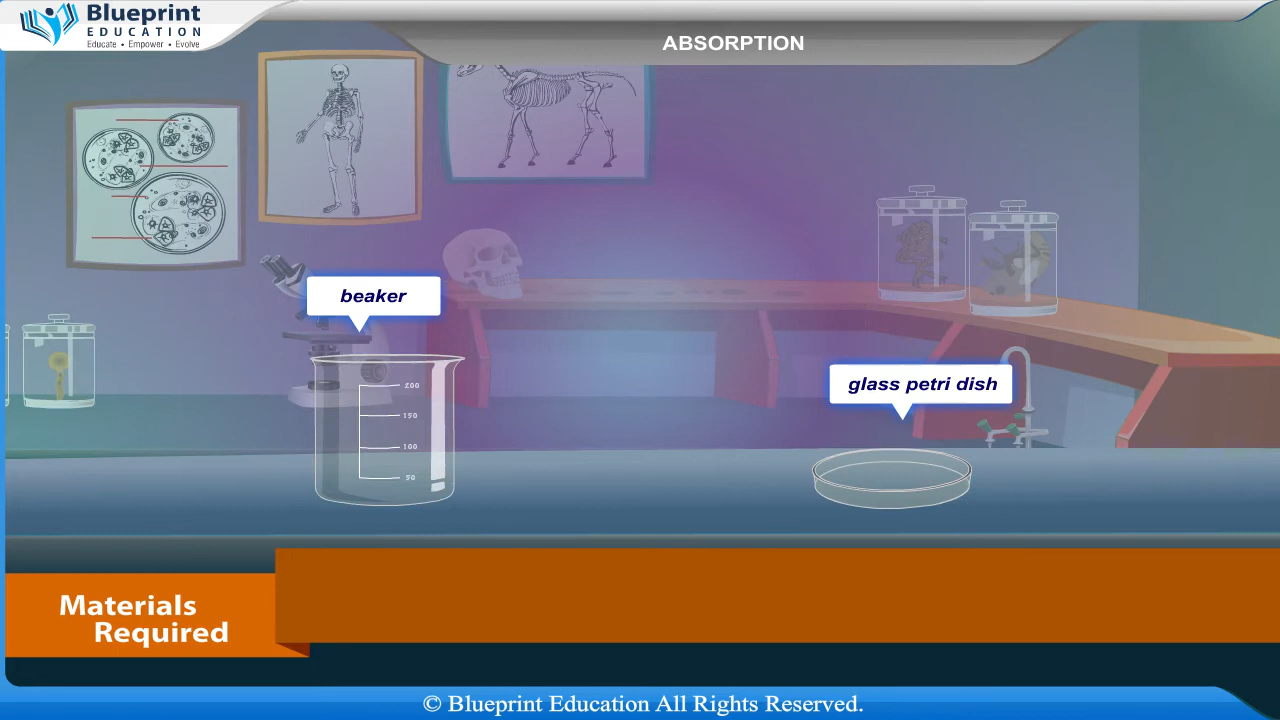 Blueprint
EDUCATION
Educate • Empower • Evolve
ABSORPTION
beaker
glass petri dish
200
150
100
50
Materials
Required
© Blueprint Education All Rights Reserved.